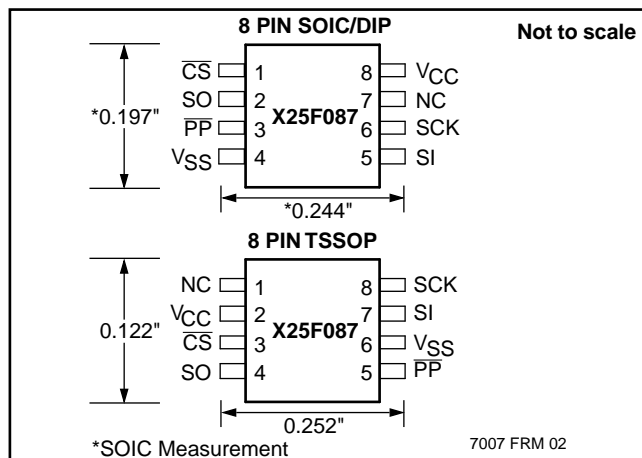 8 PIN SOIC/DIP
Not to scale
CS 1 8 VCC
SO 2 7 NC
*0.197" X25F087
PP 3 6 SCK
VSS 4 5 SI
*0.244"
8 PIN TSSOP
NC 1 8 SCK
VCC 2 7 SI
0.122" X25F087
CS 3 6 VSS
SO 4 5 PP
0.252"
*SOIC Measurement
7007 FRM 02